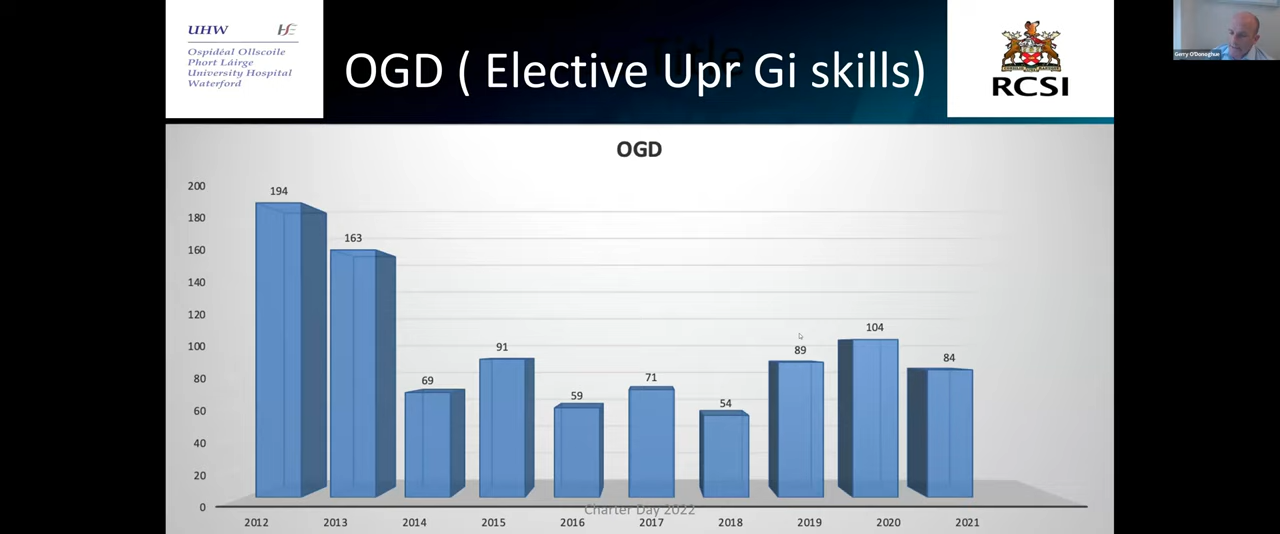 UHW
Ospidéal Ollscoile
Phort Láirge
University Hospital
Waterford
Title
OGD ( Elective Upr Gi skills)
RCSI
Gerry O'Donoghue
OGD
200
180
160
140
120
100
80
60
40
20
0
194
163
69
91
59
71
54
89
104
84
2012
2013
2014
2015
2016
2017
2018
2019
2020
2021
Charter Day 2022